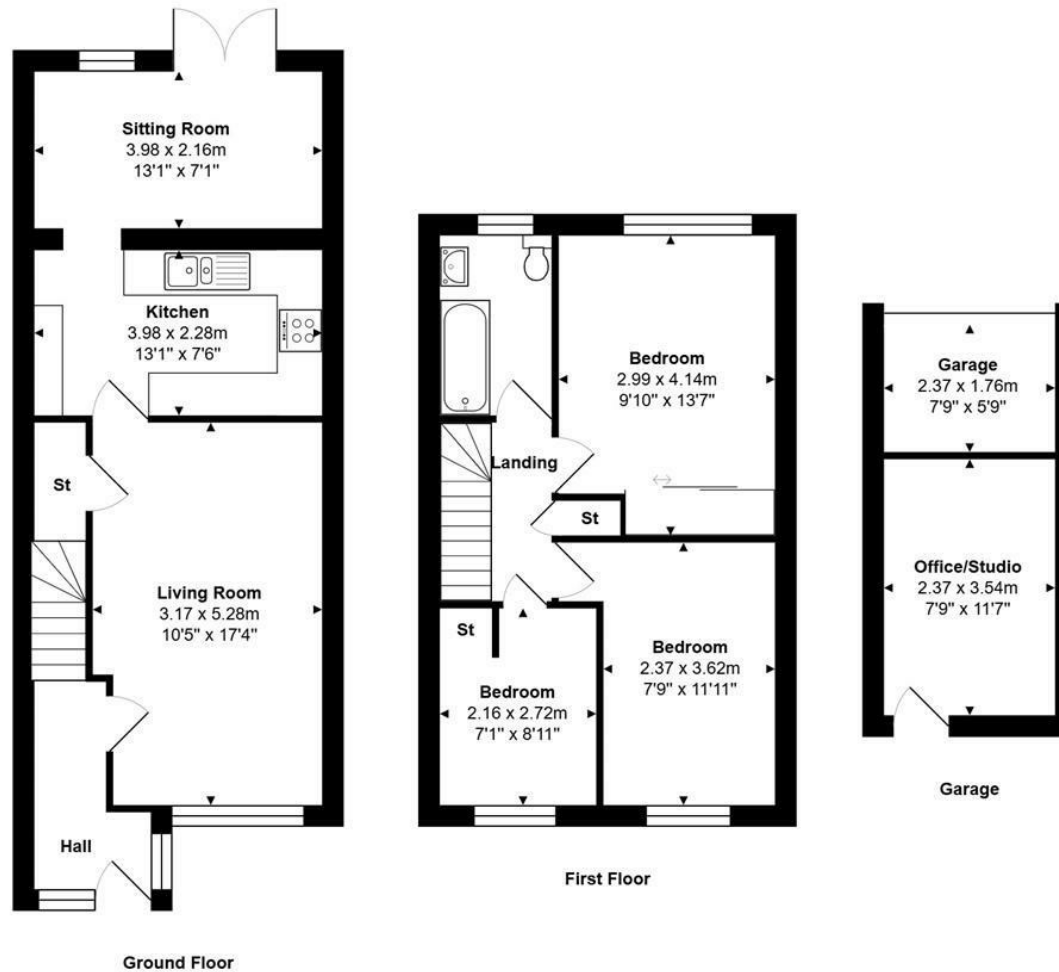 Sitting Room
3.98 x 2.16m
13'1" x 7'1"
Kitchen
3.98 x 2.28m
13'1" x 7'6"
St
Living Room
3.17 x 5.28m
10'5" x 17'4"
Hall
Ground Floor
Bedroom
2.99 x 4.14m
9'10" x 13'7"
Landing
St
St
Bedroom
2.16 x 2.72m
7'1" x 8'11"
Bedroom
2.37 x 3.62m
7'9" x 11'11"
First Floor
Garage
2.37 x 1.76m
7'9" x 5'9"
Office/Studio
2.37 x 3.54m
7'9" x 11'7"
Garage